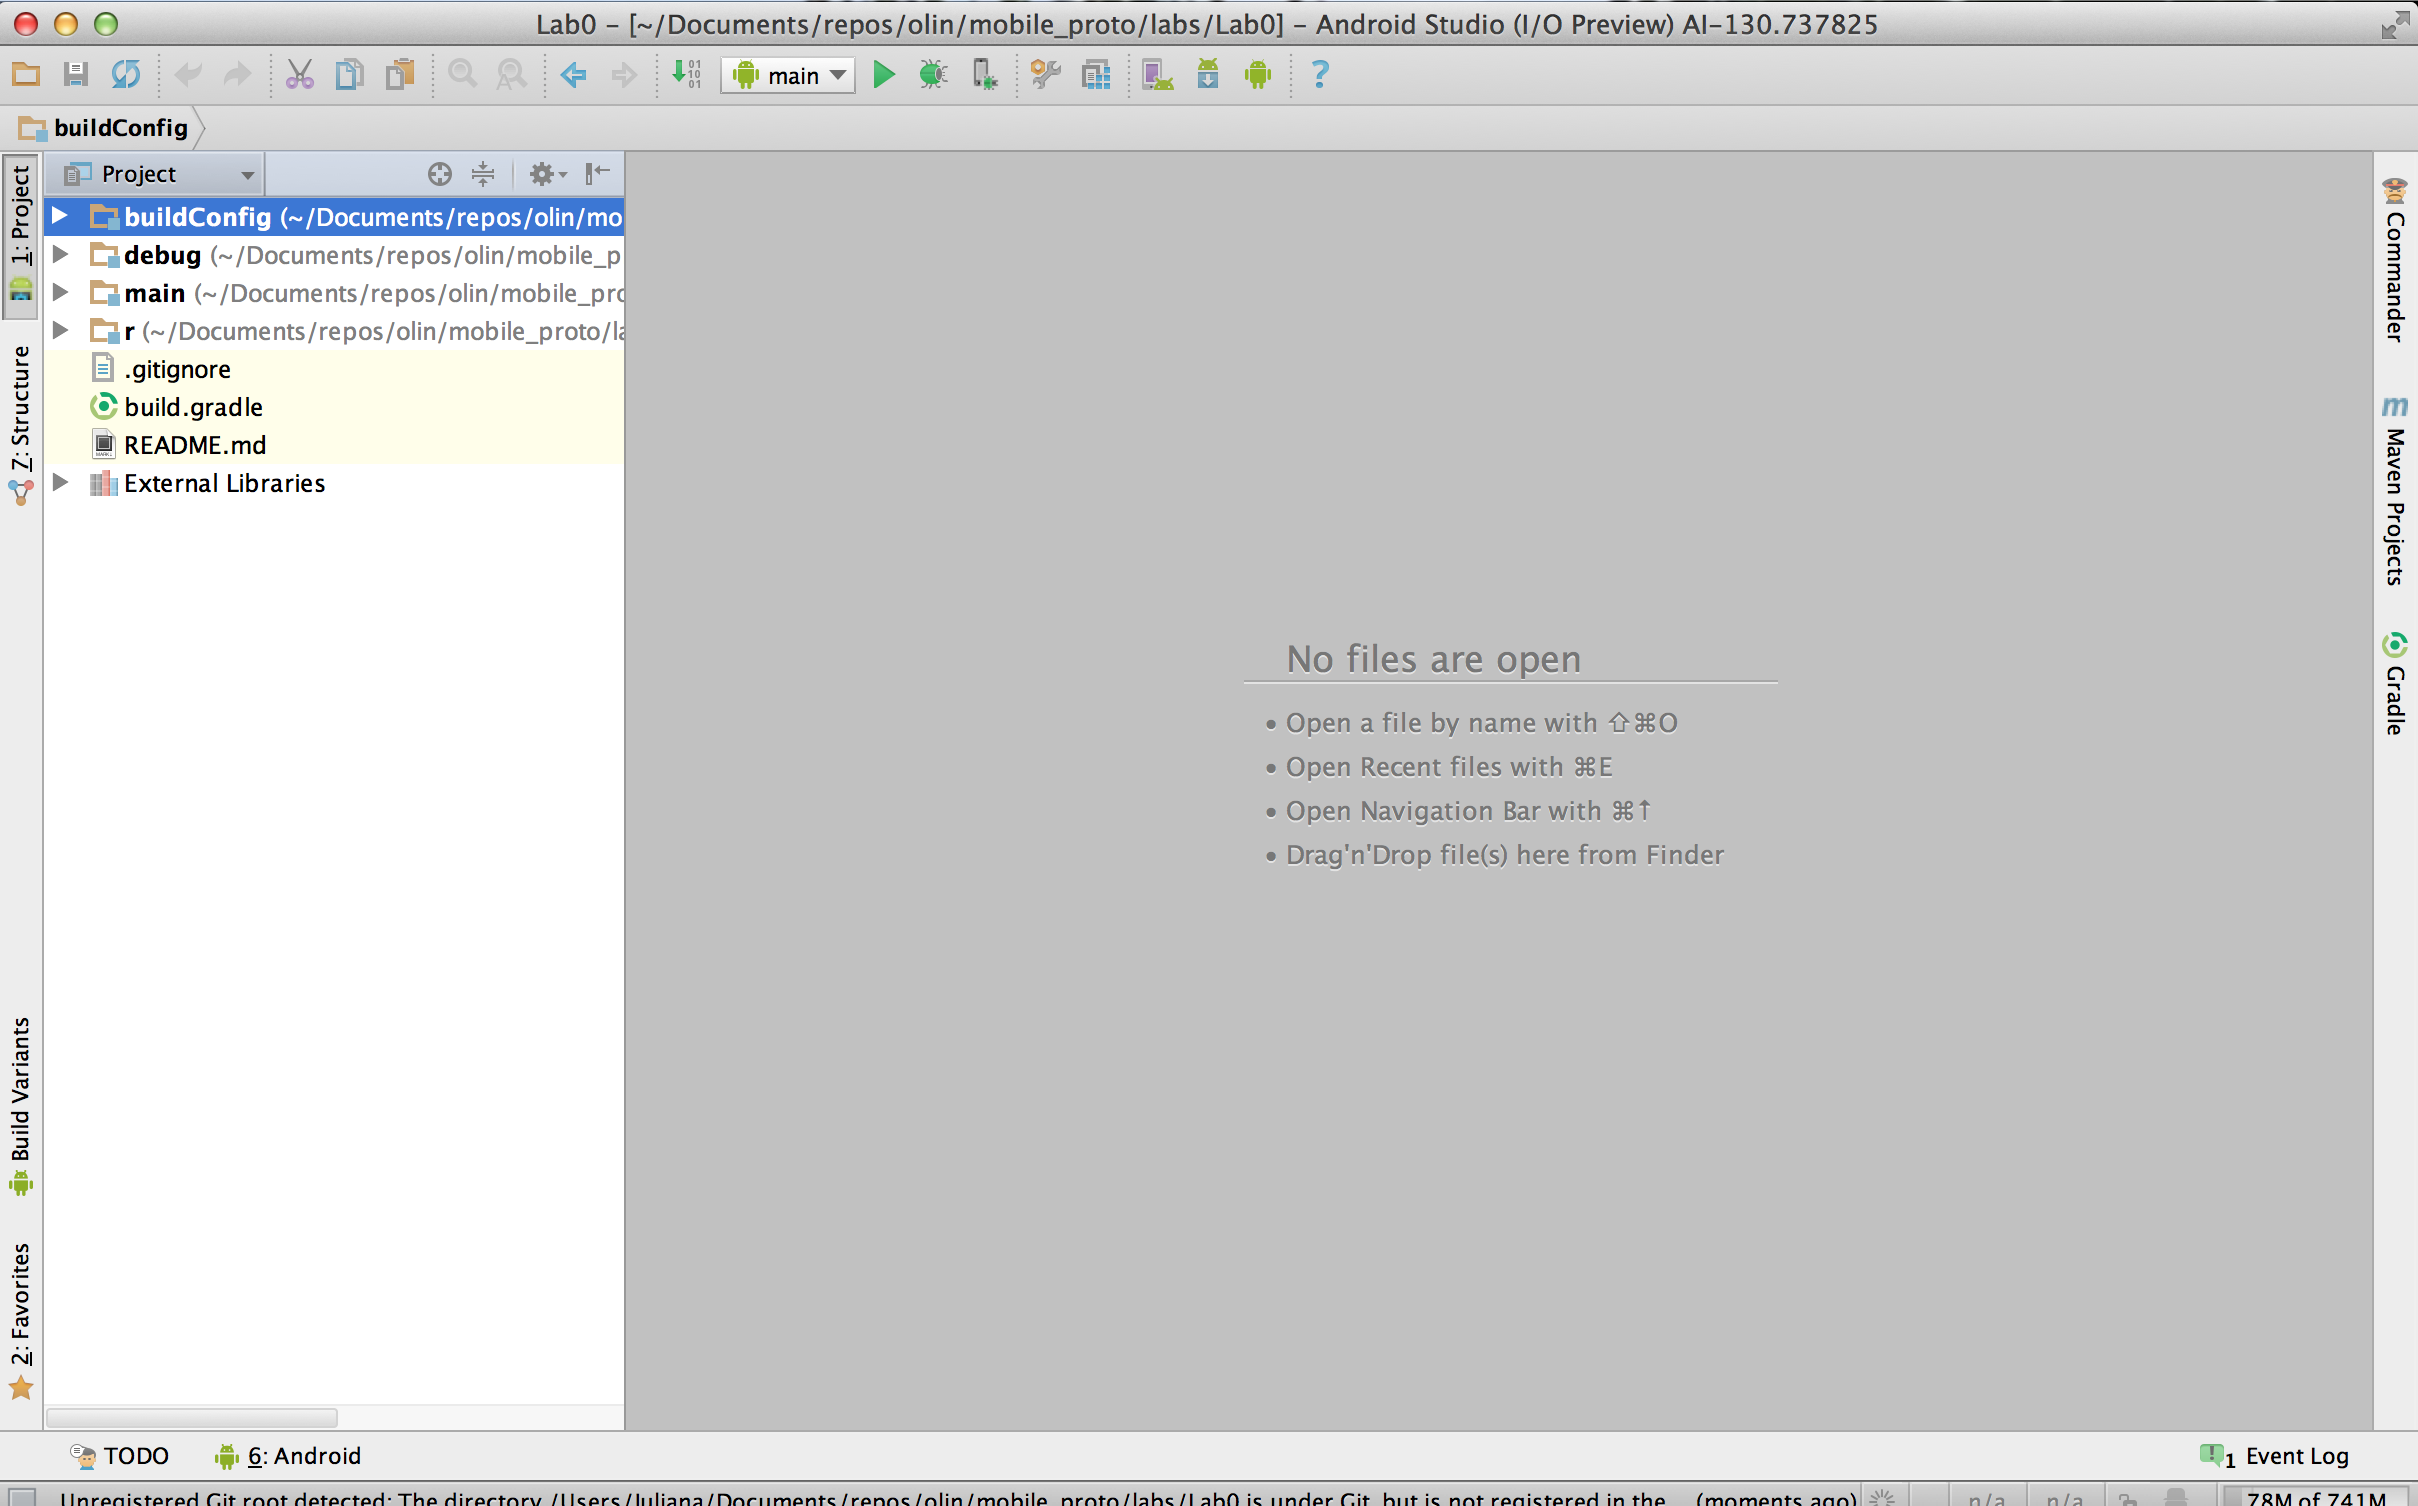 Lab0 – [~/Documents/repos/olin/mobile_proto/labs/Lab0] – Android Studio (I/O Preview) AI-130.737825
main
buildConfig
1: Project
7: Structure
Build Variants
2: Favorites
Project
buildConfig (~/Documents/repos/olin/mo
debug (~/Documents/repos/olin/mobile_p
main (~/Documents/repos/olin/mobile_pro
r (~/Documents/repos/olin/mobile_proto/la
.gitignore
build.gradle
README.md
External Libraries
No files are open
• Open a file by name with ⇧⌘O
• Open Recent files with ⌘E
• Open Navigation Bar with ⌘↑
• Drag'n'Drop file(s) here from Finder
Commander
Maven Projects
Gradle
TODO
6: Android
1 Event Log
Unregistered Git root detected: The directory /Users/Juliana/Documents/repos/olin/mobile_proto/labs/Lab0 is under Git, but is not registered in the ... (moments ago)
n/a
n/a
78M of 741M